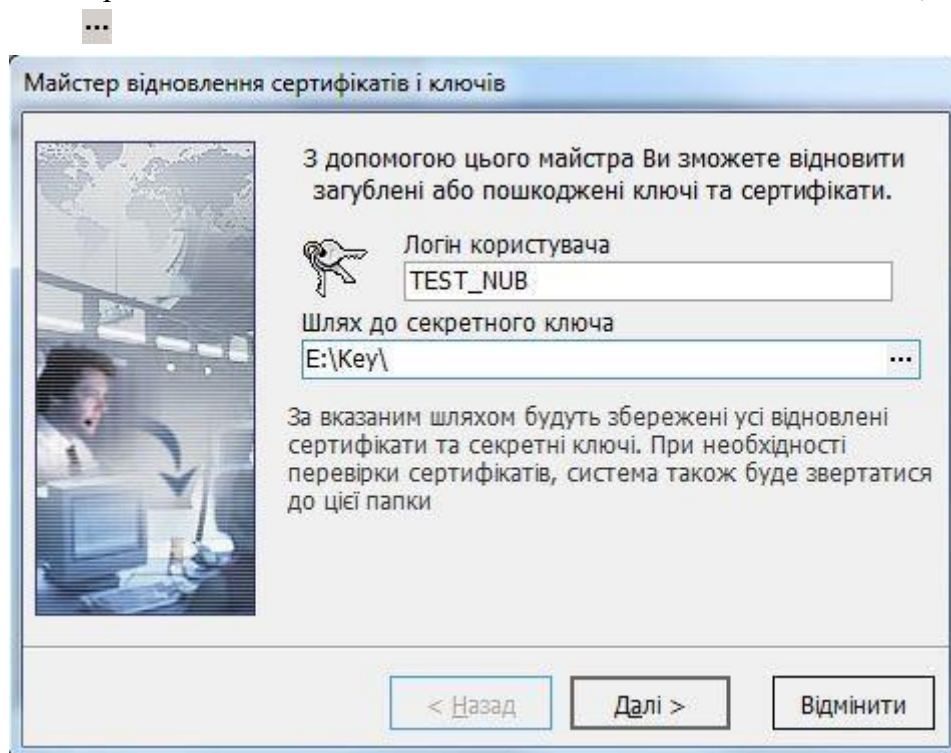 ...
Майстер відновлення сертифікатів і ключів
З допомогою цього майстра Ви зможете відновити
загублені або пошкоджені ключі та сертифікати.
Логін користувача
TEST_NUB
Шлях до секретного ключа
E:\Key\ ...
За вказаним шляхом будуть збережені усі відновлені
сертифікати та секретні ключі. При необхідності
перевірки сертифікатів, система також буде звертатися
до цієї папки
< Назад Далі > Відмінити